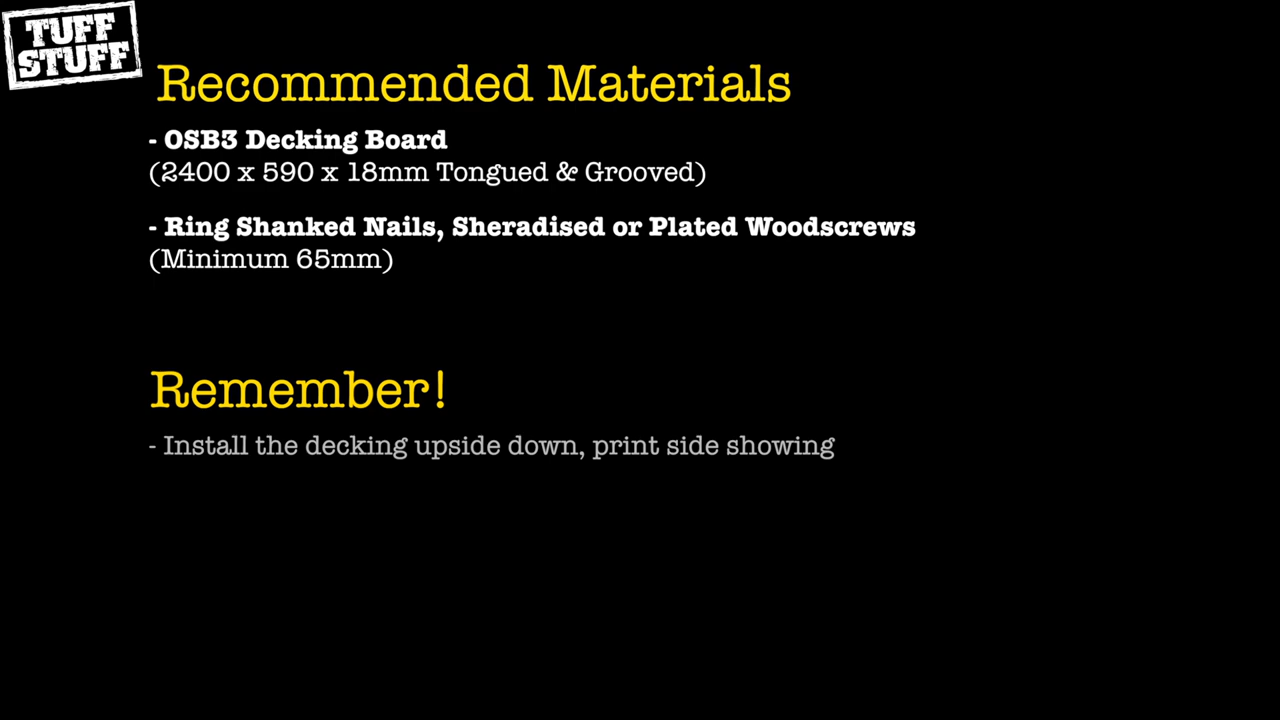 TUFF
STUFF
Recommended Materials
- OSB3 Decking Board
(2400 x 590 x 18mm Tongued & Grooved)
- Ring Shanked Nails, Sheradised or Plated Woodscrews
(Minimum 65mm)
Remember!
- Install the decking upside down, print side showing